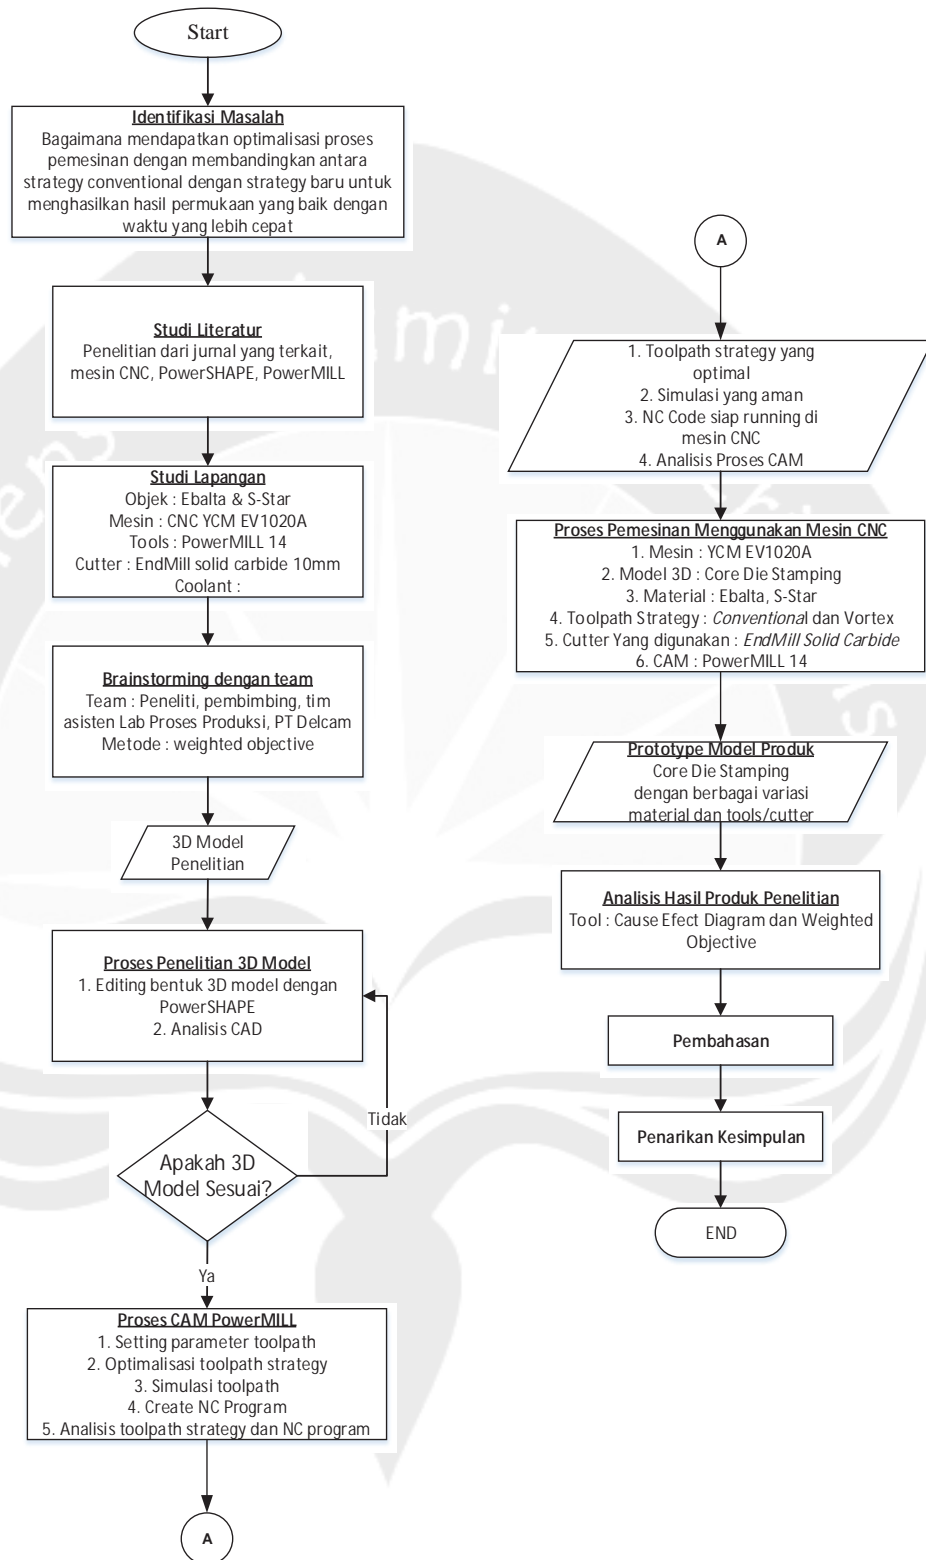 Start
Identifikasi Masalah
Bagaimana mendapatkan optimalisasi proses
pemesinan dengan membandingkan antara
strategy conventional dengan strategy baru untuk
menghasilkan hasil permukaan yang baik dengan
waktu yang lebih cepat
Studi Literatur
Penelitian dari jurnal yang terkait,
mesin CNC, PowerSHAPE, PowerMILL
Studi Lapangan
Objek : Ebalta & S-Star
Mesin : CNC YCM EV1020A
Tools : PowerMILL 14
Cutter : EndMill solid carbide 10mm
Coolant :
Brainstorming dengan team
Team : Peneliti, pembimbing, tim
asisten Lab Proses Produksi, PT Delcam
Metode : weighted objective
3D Model
Penelitian
Proses Penelitian 3D Model
1. Editing bentuk 3D model dengan
PowerSHAPE
2. Analisis CAD
Tidak
Apakah 3D
Model Sesuai?
Ya
Proses CAM PowerMILL
1. Setting parameter toolpath
2. Optimalisasi toolpath strategy
3. Simulasi toolpath
4. Create NC Program
5. Analisis toolpath strategy dan NC program
A
A
1. Toolpath strategy yang
optimal
2. Simulasi yang aman
3. NC Code siap running di
mesin CNC
4. Analisis Proses CAM
Proses Pemesinan Menggunakan Mesin CNC
1. Mesin : YCM EV1020A
2. Model 3D : Core Die Stamping
3. Material : Ebalta, S-Star
4. Toolpath Strategy : Conventional dan Vortex
5. Cutter Yang digunakan : EndMill Solid Carbide
6. CAM : PowerMILL 14
Prototype Model Produk
Core Die Stamping
dengan berbagai variasi
material dan tools/cutter
Analisis Hasil Produk Penelitian
Tool : Cause Efect Diagram dan Weighted
Objective
Pembahasan
Penarikan Kesimpulan
END